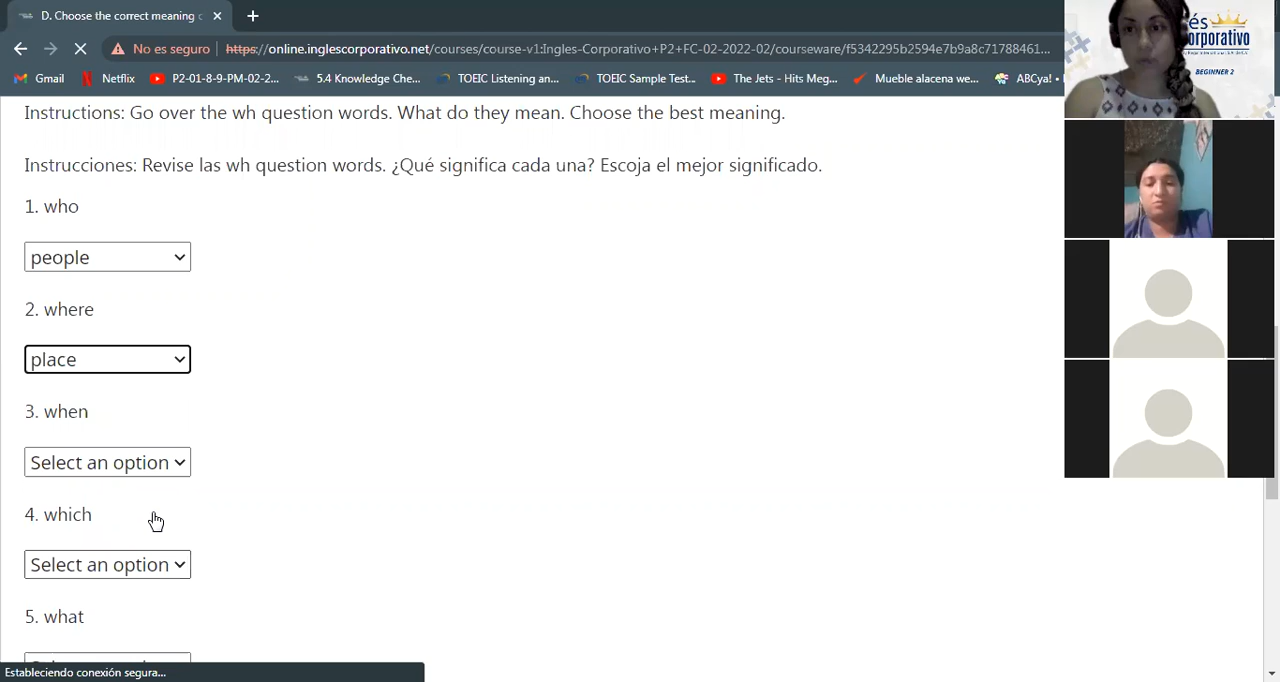 D. Choose the correct meaning
No es seguro
https://online.inglescorporativo.net/courses/course-v1:Ingles-Corporativo+P2+FC-02-2022-02/courseware/f5342295b2594e7b9a8c71788461...
Gmail
Netflix
P2-01-8-9-PM-02-2...
5.4 Knowledge Che...
TOEIC Listening an...
TOEIC Sample Test...
The Jets - Hits Meg...
Mueble alacena we...
ABCya! •
és
corporativo
BEGINNER 2
Instructions: Go over the wh question words. What do they mean. Choose the best meaning.
Instrucciones: Revise las wh question words. ¿Qué significa cada una? Escoja el mejor significado.
1. who
people
2. where
place
3. when
Select an option
4. which
Select an option
5. what
Estableciendo conexión segura...